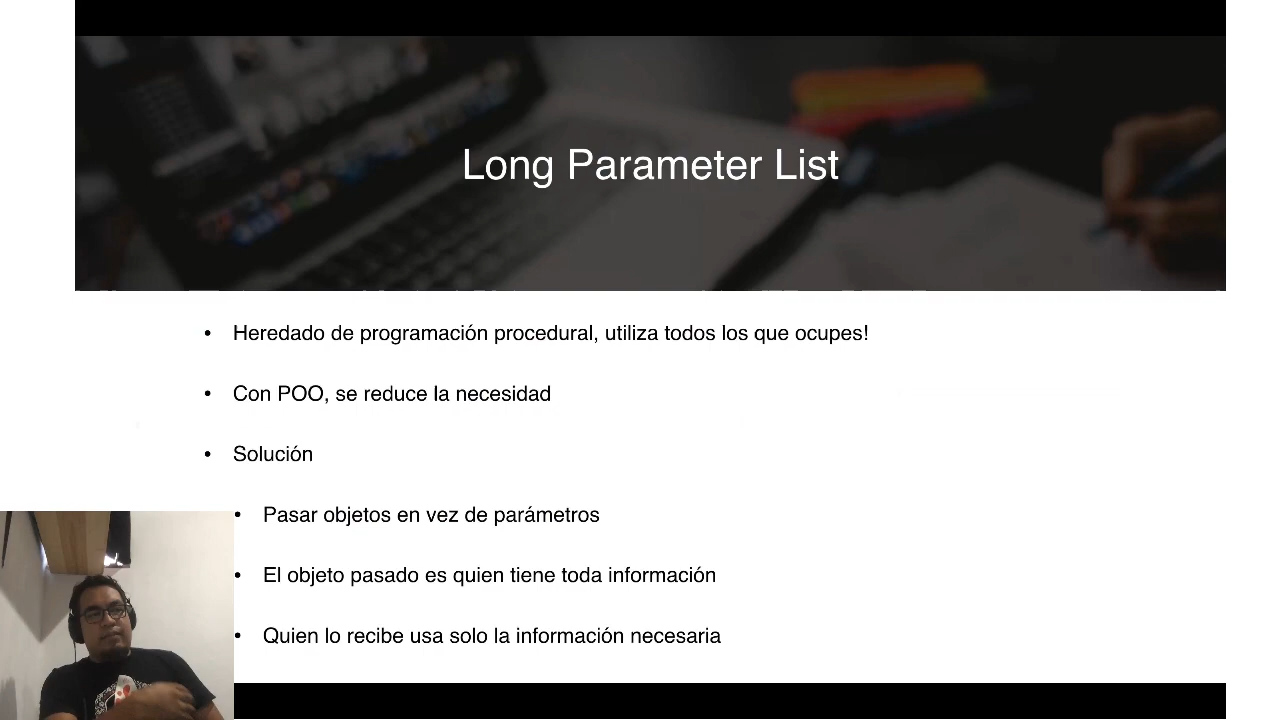 Long Parameter List
Heredado de programación procedural, utiliza todos los que ocupes!
Con POO, se reduce la necesidad
Solución
Pasar objetos en vez de parámetros
El objeto pasado es quien tiene toda información
Quien lo recibe usa solo la información necesaria